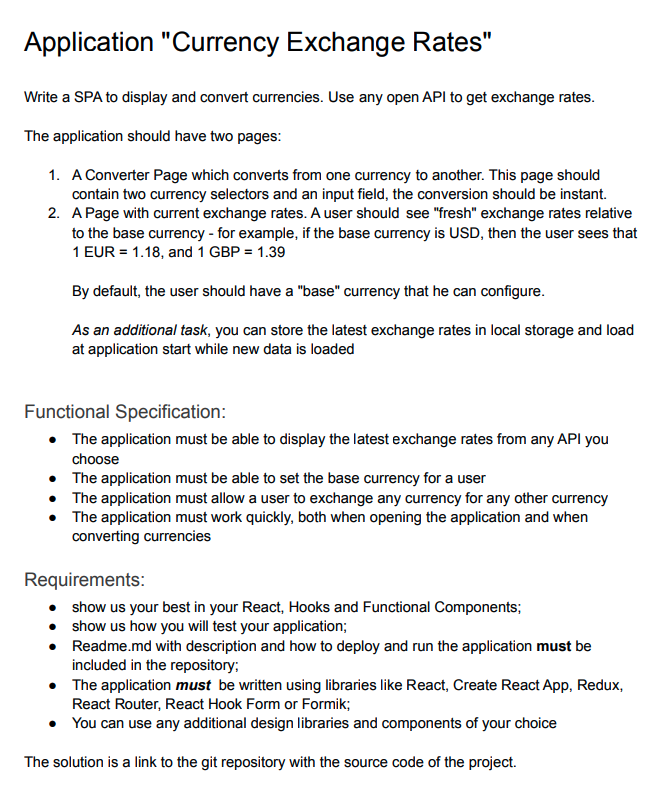 Application "Currency Exchange Rates"
Write a SPA to display and convert currencies. Use any open API to get exchange rates.
The application should have two pages:
1. A Converter Page which converts from one currency to another. This page should
contain two currency selectors and an input field, the conversion should be instant.
2. A Page with current exchange rates. A user should see "fresh" exchange rates relative
to the base currency - for example, if the base currency is USD, then the user sees that
1 EUR = 1.18, and 1 GBP = 1.39
By default, the user should have a "base" currency that he can configure.
As an additional task, you can store the latest exchange rates in local storage and load
at application start while new data is loaded
Functional Specification:
● The application must be able to display the latest exchange rates from any API you
choose
● The application must be able to set the base currency for a user
● The application must allow a user to exchange any currency for any other currency
● The application must work quickly, both when opening the application and when
converting currencies
Requirements:
● show us your best in your React, Hooks and Functional Components;
● show us how you will test your application;
● Readme.md with description and how to deploy and run the application must be
included in the repository;
● The application must be written using libraries like React, Create React App, Redux,
React Router, React Hook Form or Formik;
● You can use any additional design libraries and components of your choice
The solution is a link to the git repository with the source code of the project.